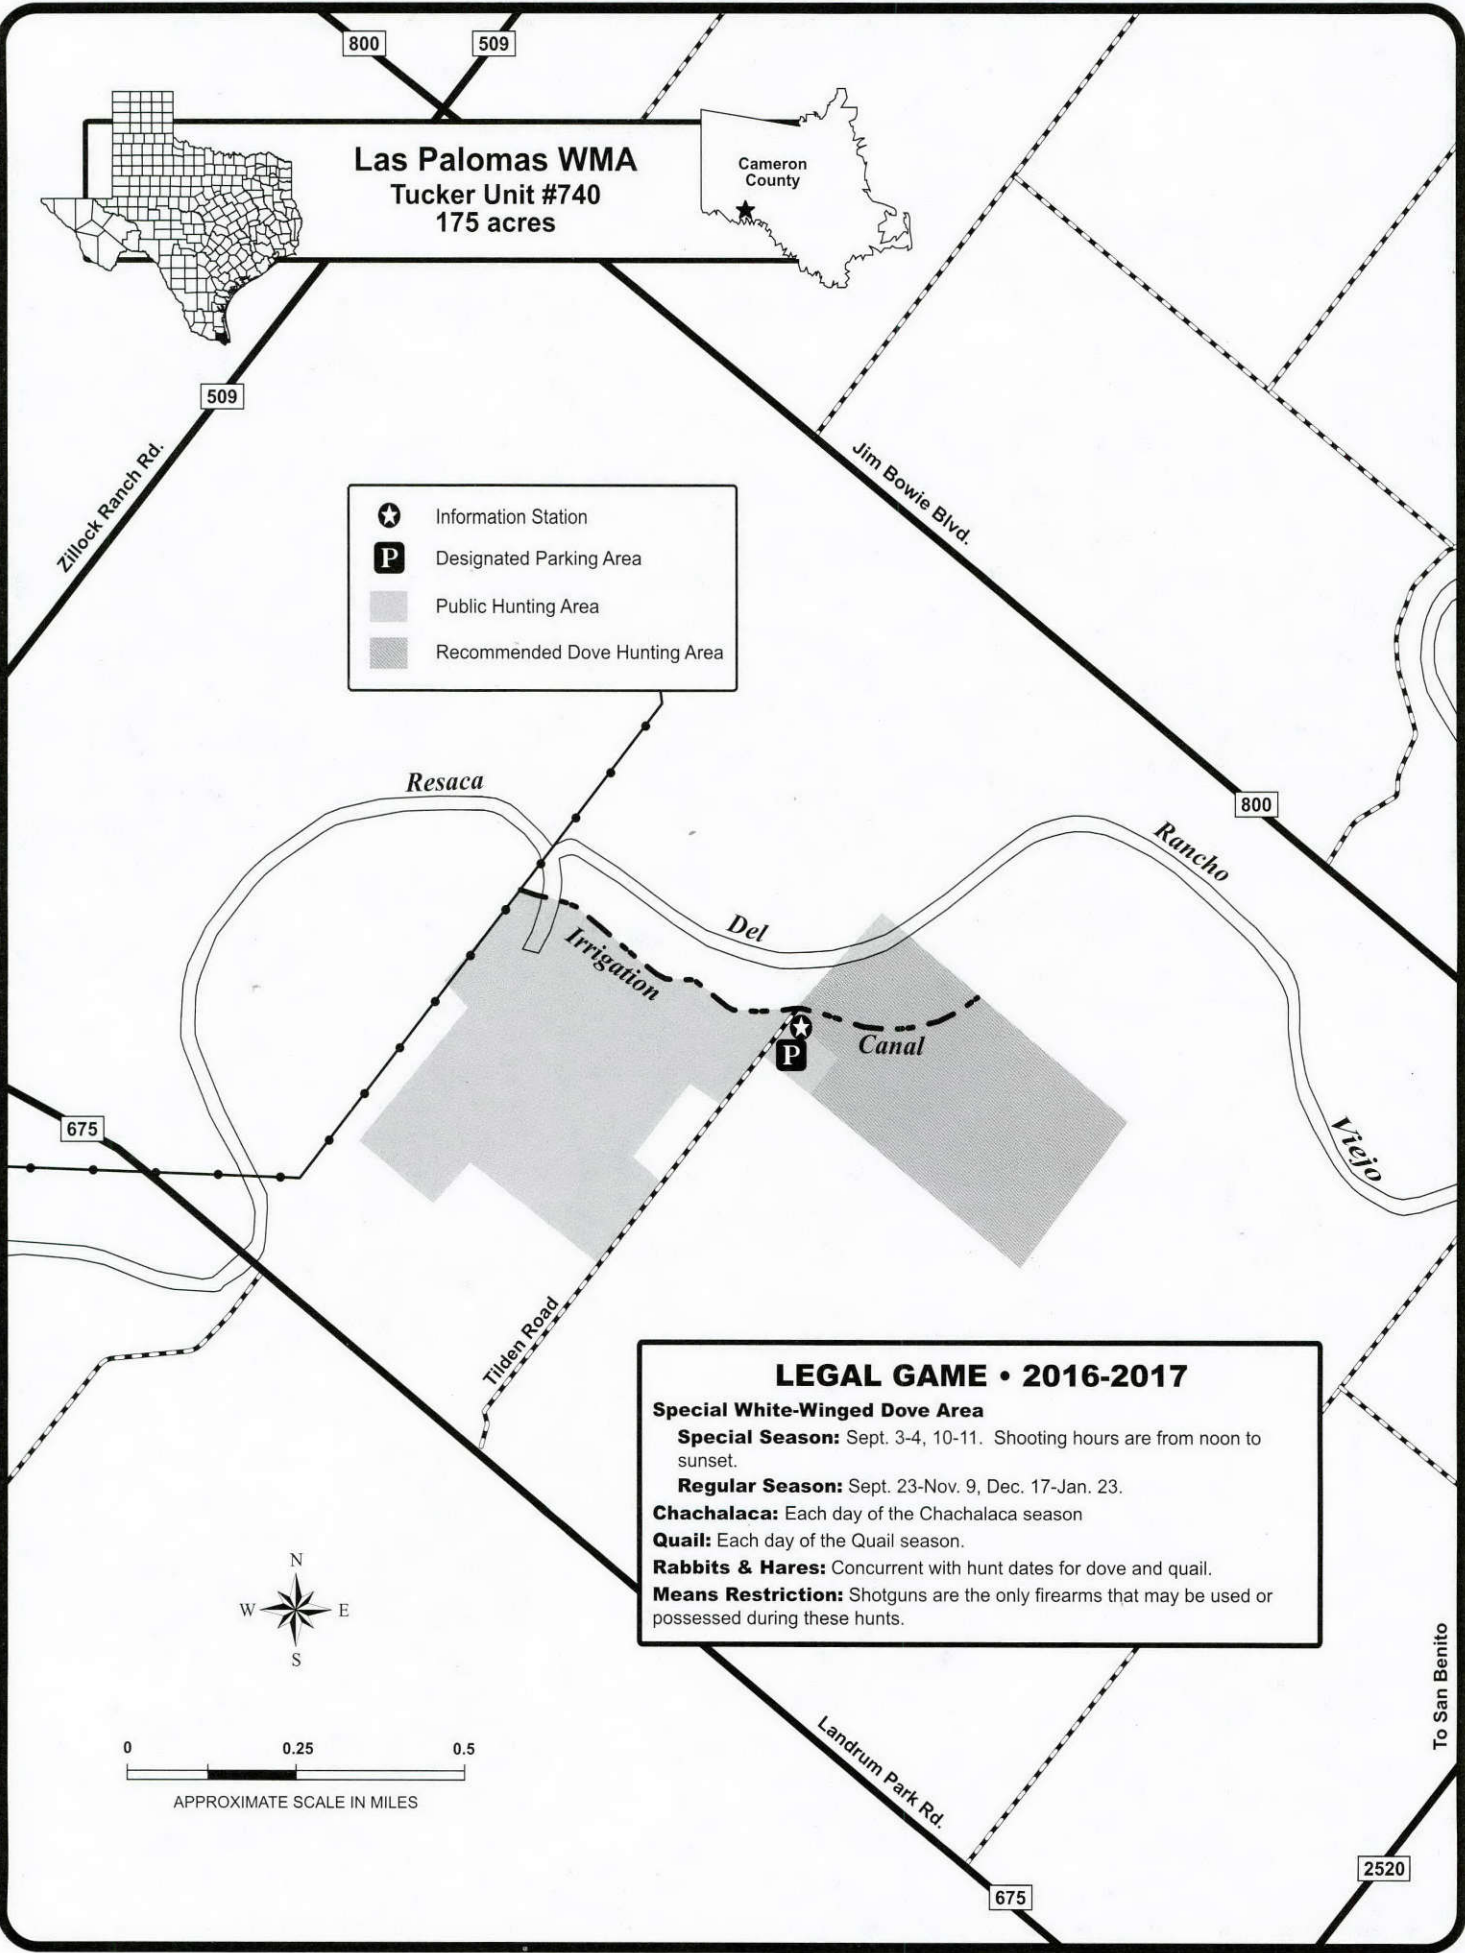 800
509
Las Palomas WMA
Tucker Unit #740
175 acres
Cameron
County
509
Zillock Ranch Rd.
Jim Bowie Blvd.
Information Station
P
Designated Parking Area
Public Hunting Area
Recommended Dove Hunting Area
Resaca
800
Rancho
Del
Irrigation
Canal
P
675
Viejo
Tilden Road
LEGAL GAME • 2016-2017
Special White-Winged Dove Area
Special Season: Sept. 3-4, 10-11. Shooting hours are from noon to
sunset.
Regular Season: Sept. 23-Nov. 9, Dec. 17-Jan. 23.
Chachalaca: Each day of the Chachalaca season
Quail: Each day of the Quail season.
Rabbits & Hares: Concurrent with hunt dates for dove and quail.
Means Restriction: Shotguns are the only firearms that may be used or
possessed during these hunts.
N
W E
S
To San Benito
0 0.25 0.5
APPROXIMATE SCALE IN MILES
Landrum Park Rd.
2520
675